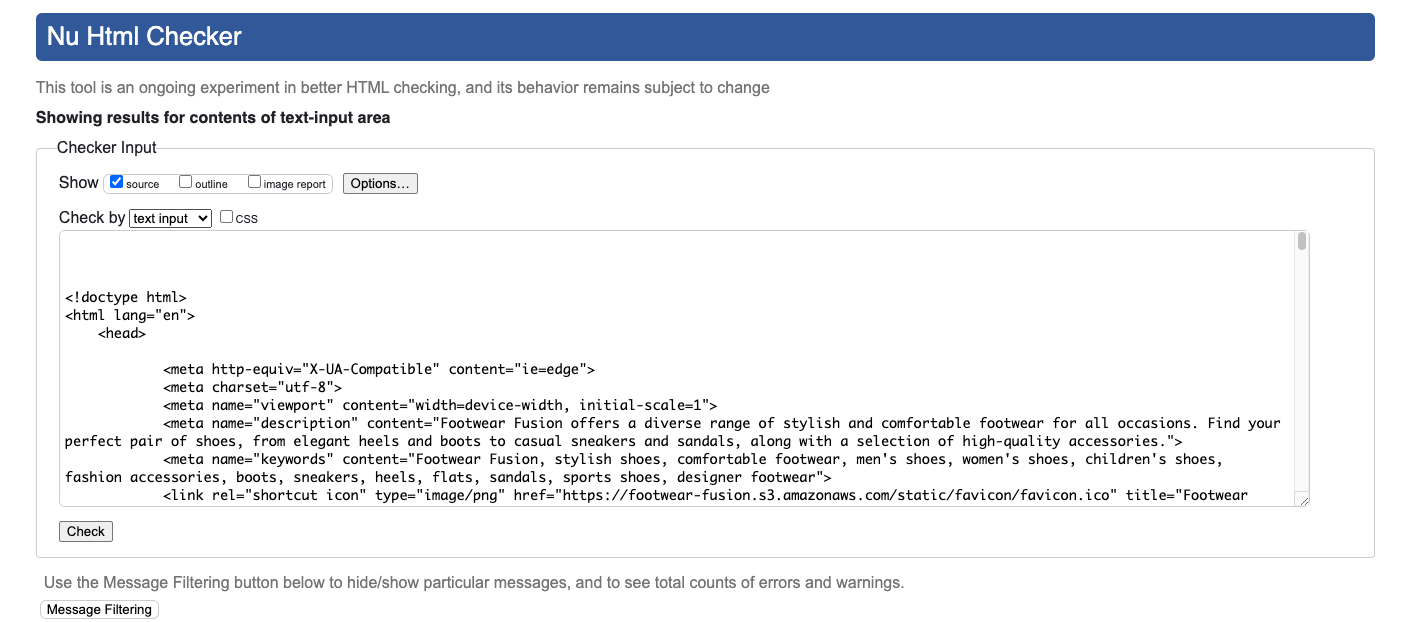 Nu Html Checker
This tool is an ongoing experiment in better HTML checking, and its behavior remains subject to change
Showing results for contents of text-input area
Checker Input
Show source outline image report Options...
Check by text input css
<!doctype html>
<html lang="en">
<head>
<meta http-equiv="X-UA-Compatible" content="ie=edge">
<meta charset="utf-8">
<meta name="viewport" content="width=device-width, initial-scale=1">
<meta name="description" content="Footwear Fusion offers a diverse range of stylish and comfortable footwear for all occasions. Find your
perfect pair of shoes, from elegant heels and boots to casual sneakers and sandals, along with a selection of high-quality accessories.">
<meta name="keywords" content="Footwear Fusion, stylish shoes, comfortable footwear, men's shoes, women's shoes, children's shoes,
fashion accessories, boots, sneakers, heels, flats, sandals, sports shoes, designer footwear">
<link rel="shortcut icon" type="image/png" href="https://footwear-fusion.s3.amazonaws.com/static/favicon/favicon.ico" title="Footwear
Check
Use the Message Filtering button below to hide/show particular messages, and to see total counts of errors and warnings.
Message Filtering